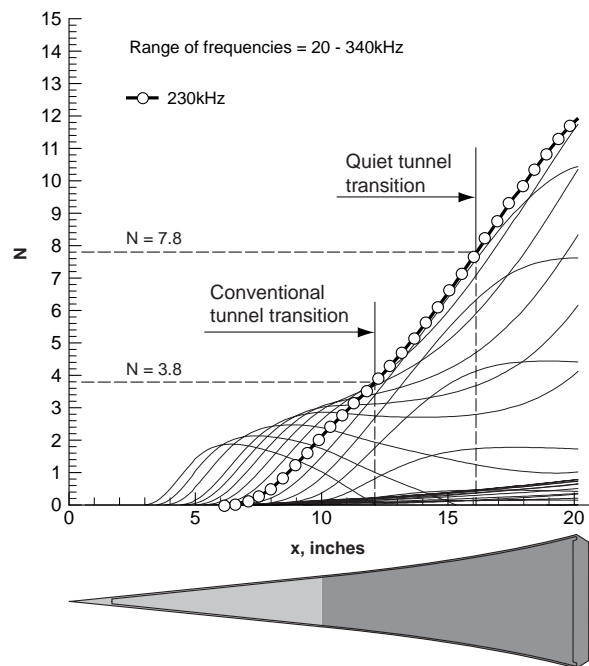 15
14
13
12
11
10
9
8
7
6
5
4
3
2
1
0
N
Range of frequencies = 20 - 340kHz
230kHz
Quiet tunnel
transition
N = 7.8
Conventional
tunnel transition
N = 3.8
0 5 10 15 20
x, inches